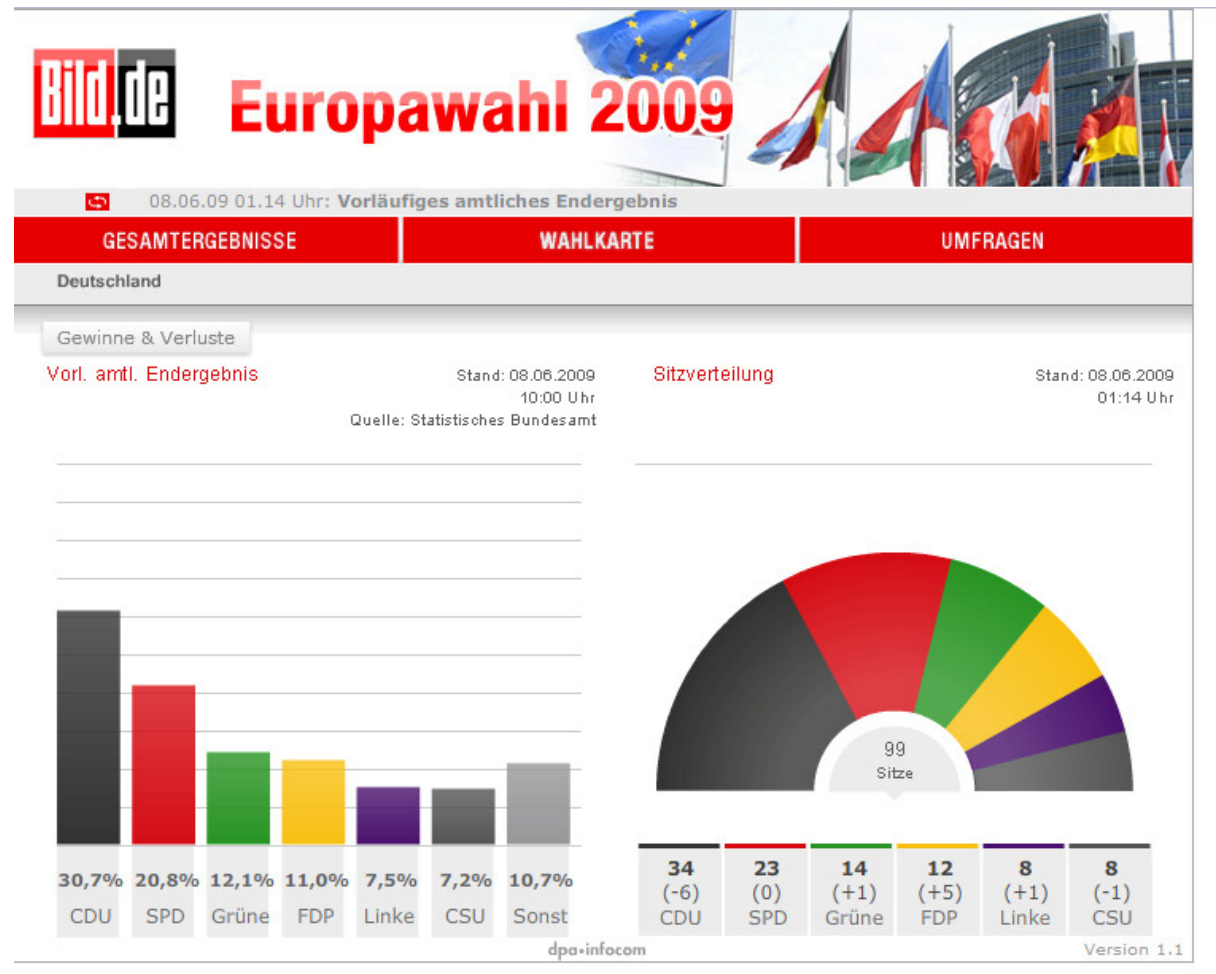 Bild.de
Europawahl 2009
08.06.09 01.14 Uhr: Vorläufiges amtliches Endergebnis
GESAMTERGEBNISSE WAHLKARTE UMFRAGEN
Deutschland
Gewinne & Verluste
Vorl. amtl. Endergebnis
Stand: 08.06.2009
10:00 Uhr
Quelle: Statistisches Bundesamt
30,7% 20,8% 12,1% 11,0% 7,5% 7,2% 10,7%
CDU SPD Grüne FDP Linke CSU Sonst
Sitzverteilung
Stand: 08.06.2009
01:14 Uhr
99
Sitze
34 23 14 12 8 8
(-6) (0) (+1) (+5) (+1) (-1)
CDU SPD Grüne FDP Linke CSU
dpa•infocom
Version 1.1